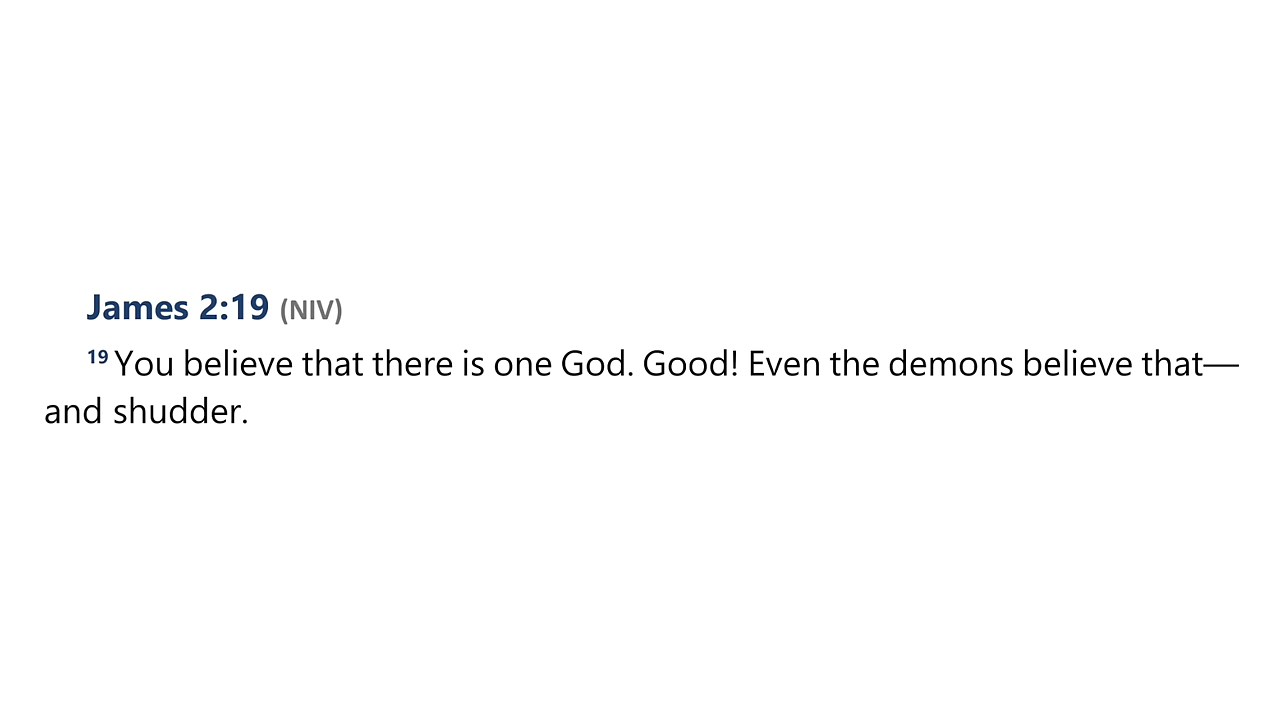 James 2:19 (NIV)
19 You believe that there is one God. Good! Even the demons believe that—
and shudder.